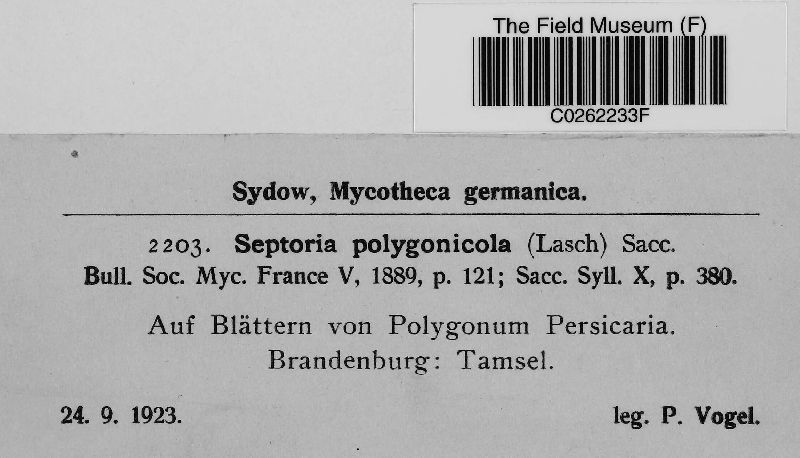 The Field Museum (F)
C0262233F
Sydow, Mycotheca germanica.
2203. Septoria polygonicola (Lasch) Sacc.
Bull. Soc. Myc. France V, 1889, p. 121; Sacc. Syll. X, p. 380.
Auf Blättern von Polygonum Persicaria.
Brandenburg: Tamsel.
24. 9. 1923. leg. P. Vogel.